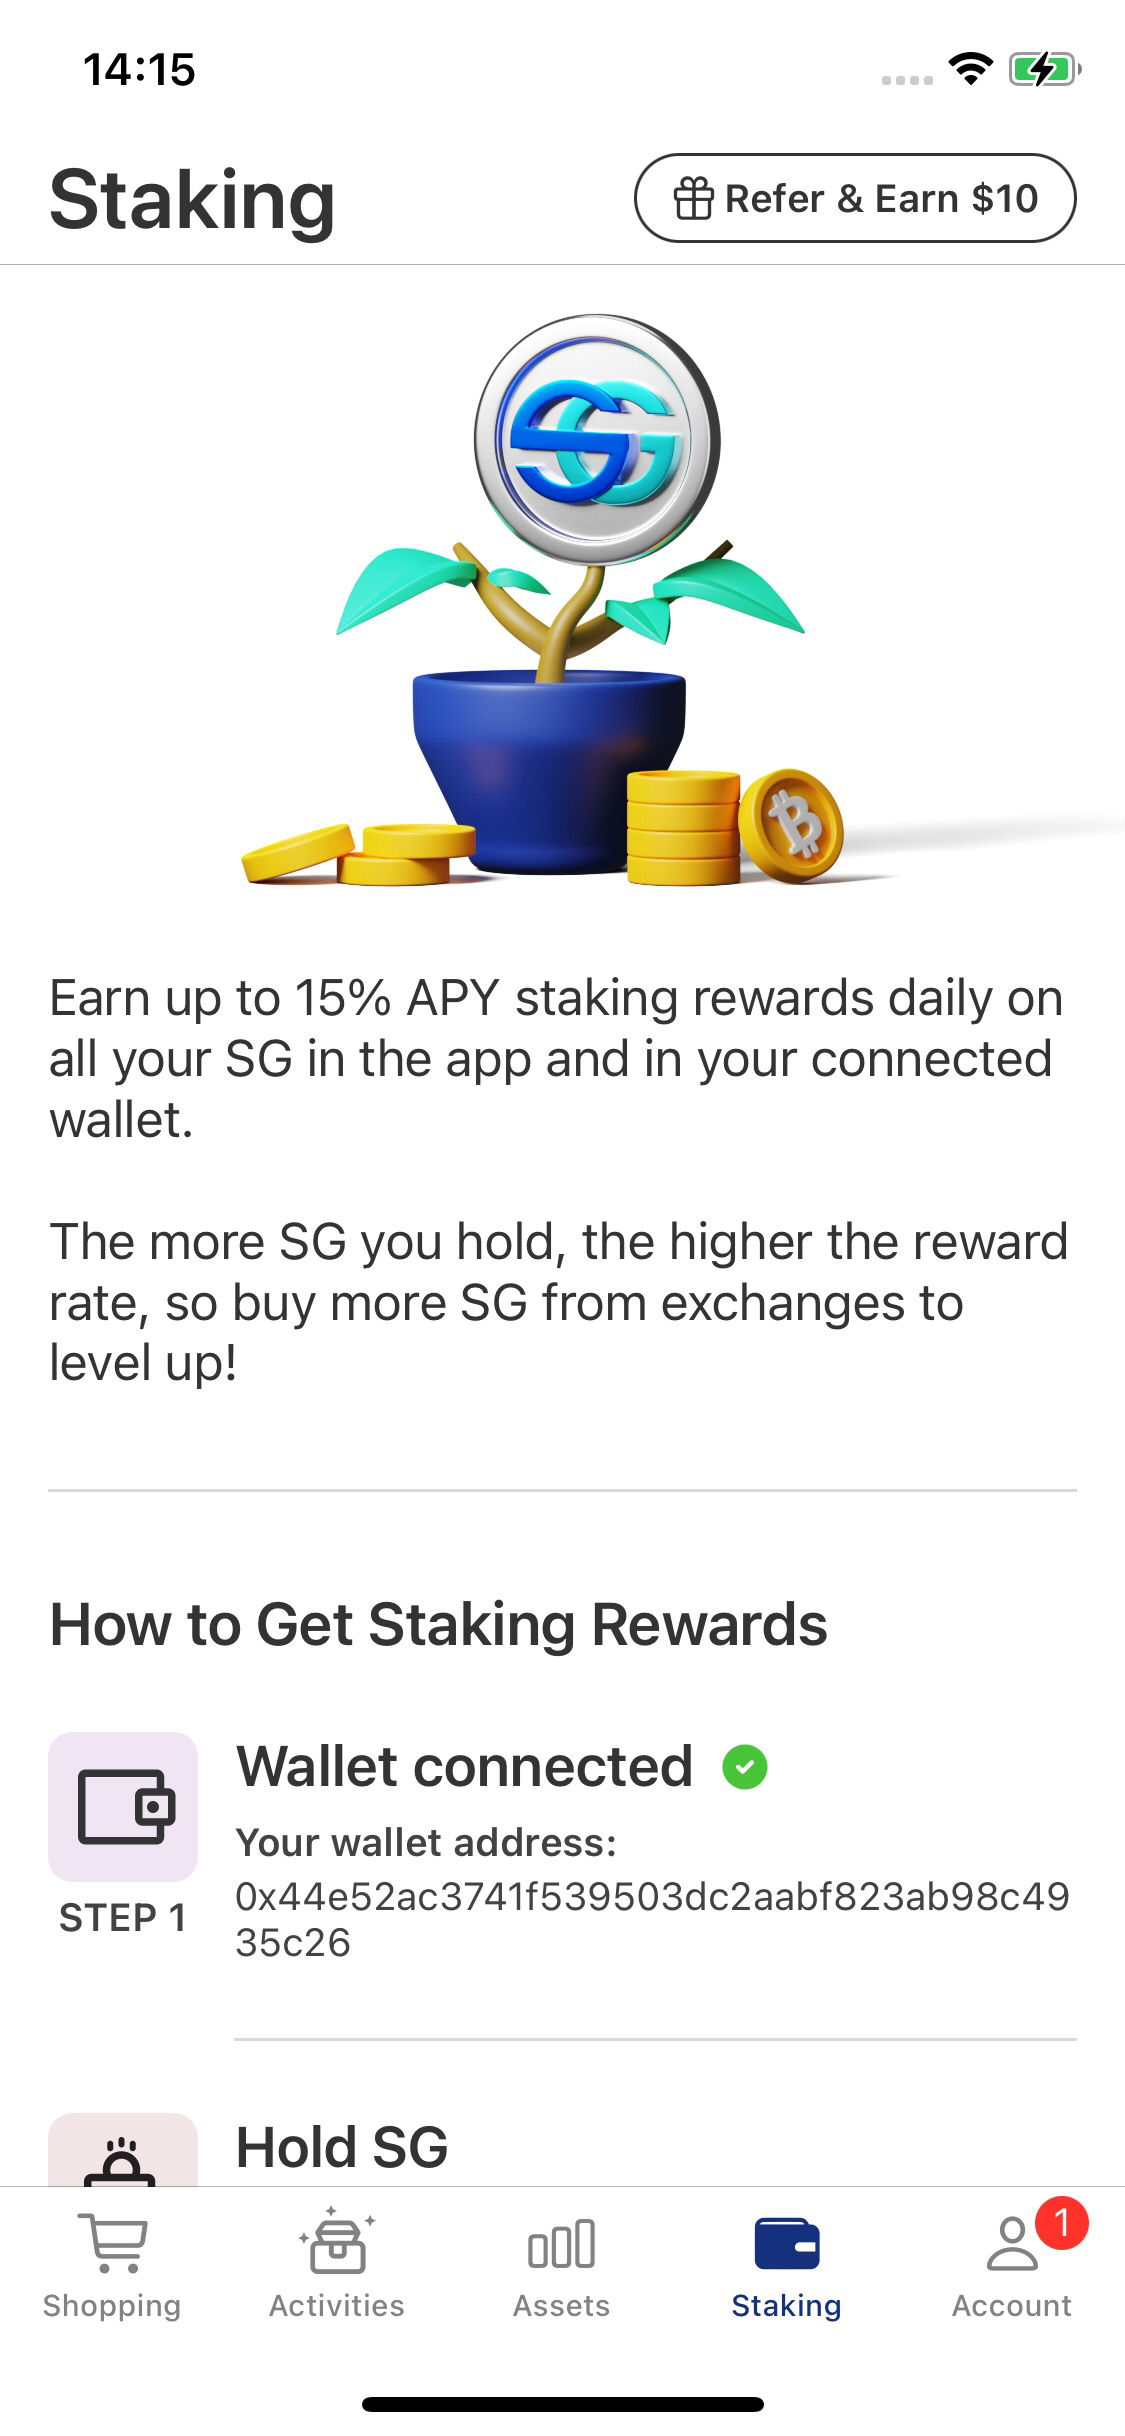 14:15
Staking
Refer & Earn $10
SG
Earn up to 15% APY staking rewards daily on
all your SG in the app and in your connected
wallet.
The more SG you hold, the higher the reward
rate, so buy more SG from exchanges to
level up!
How to Get Staking Rewards
Wallet connected
Your wallet address:
0x44e52ac3741f539503dc2aabf823ab98c49
35c26
STEP 1
Hold SG
1
Shopping
Activities
Assets
Staking
Account